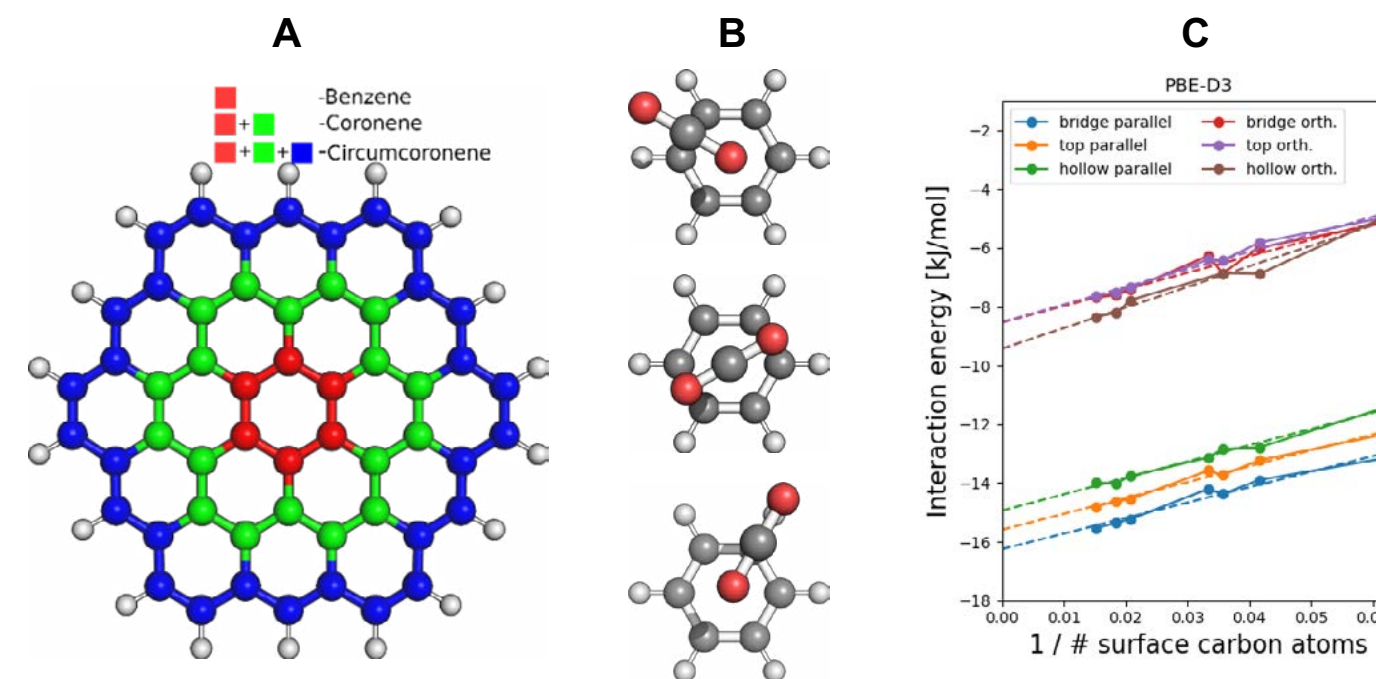 A
B
C
-Benzene
+ -Coronene
+ + -Circumcoronene
PBE-D3
bridge parallel
top parallel
hollow parallel
bridge orth.
top orth.
hollow orth.
Interaction energy [kJ/mol]
−2
−4
−6
−8
−10
−12
−14
−16
−18
0.00 0.01 0.02 0.03 0.04 0.05
1 / # surface carbon atoms